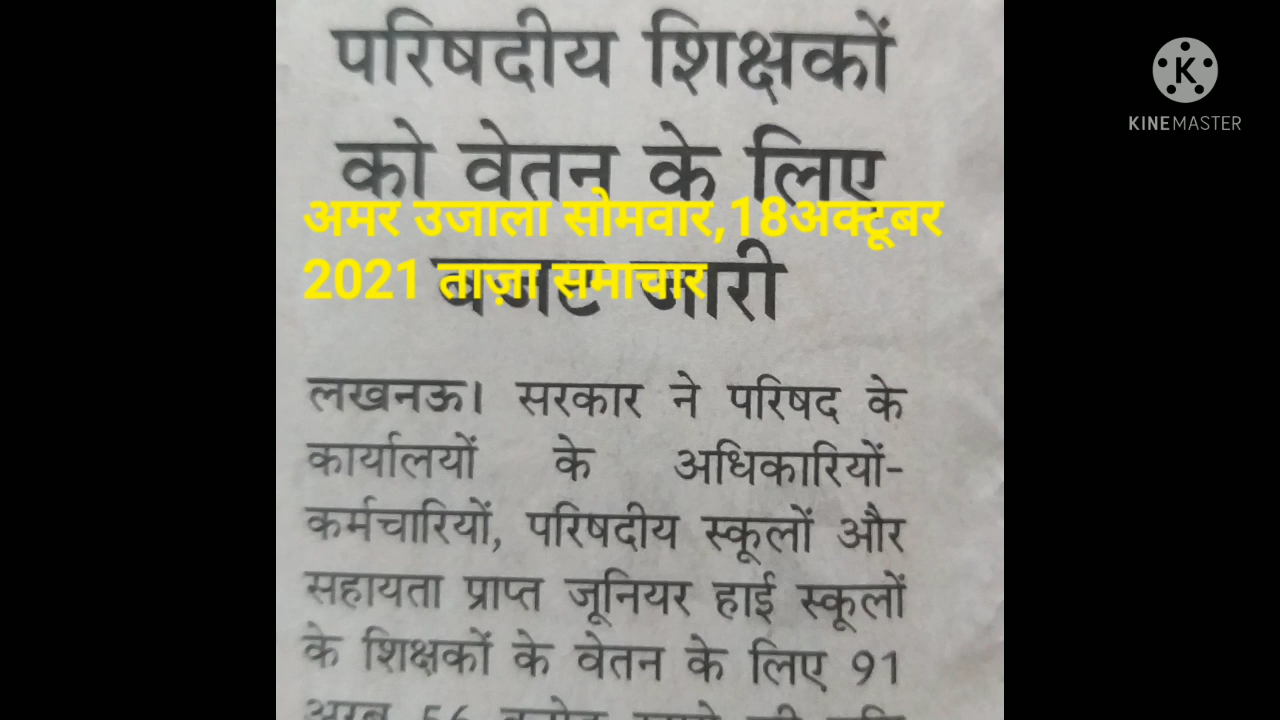 परिषदीय शिक्षकों
को वेतन के लिए
अमर उजाला सोमवार,18अक्टूबर
2021 ताज़ा समाचार
बजट जारी
लखनऊ। सरकार ने परिषद के
कार्यालयों के अधिकारियों-
कर्मचारियों, परिषदीय स्कूलों और
सहायता प्राप्त जूनियर हाई स्कूलों
के शिक्षकों के वेतन के लिए 91
KINEMASTER